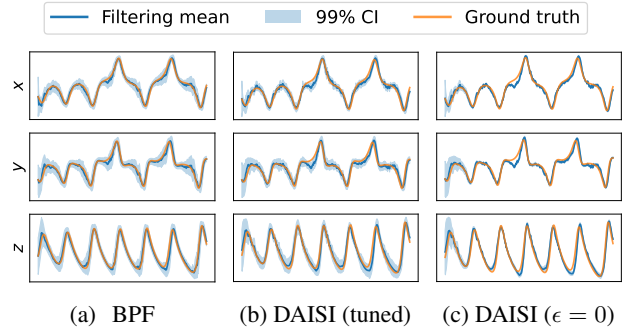 Filtering mean 99% CI Ground truth
x
y
z
(a) BPF (b) DAISI (tuned) (c) DAISI (ϵ = 0)